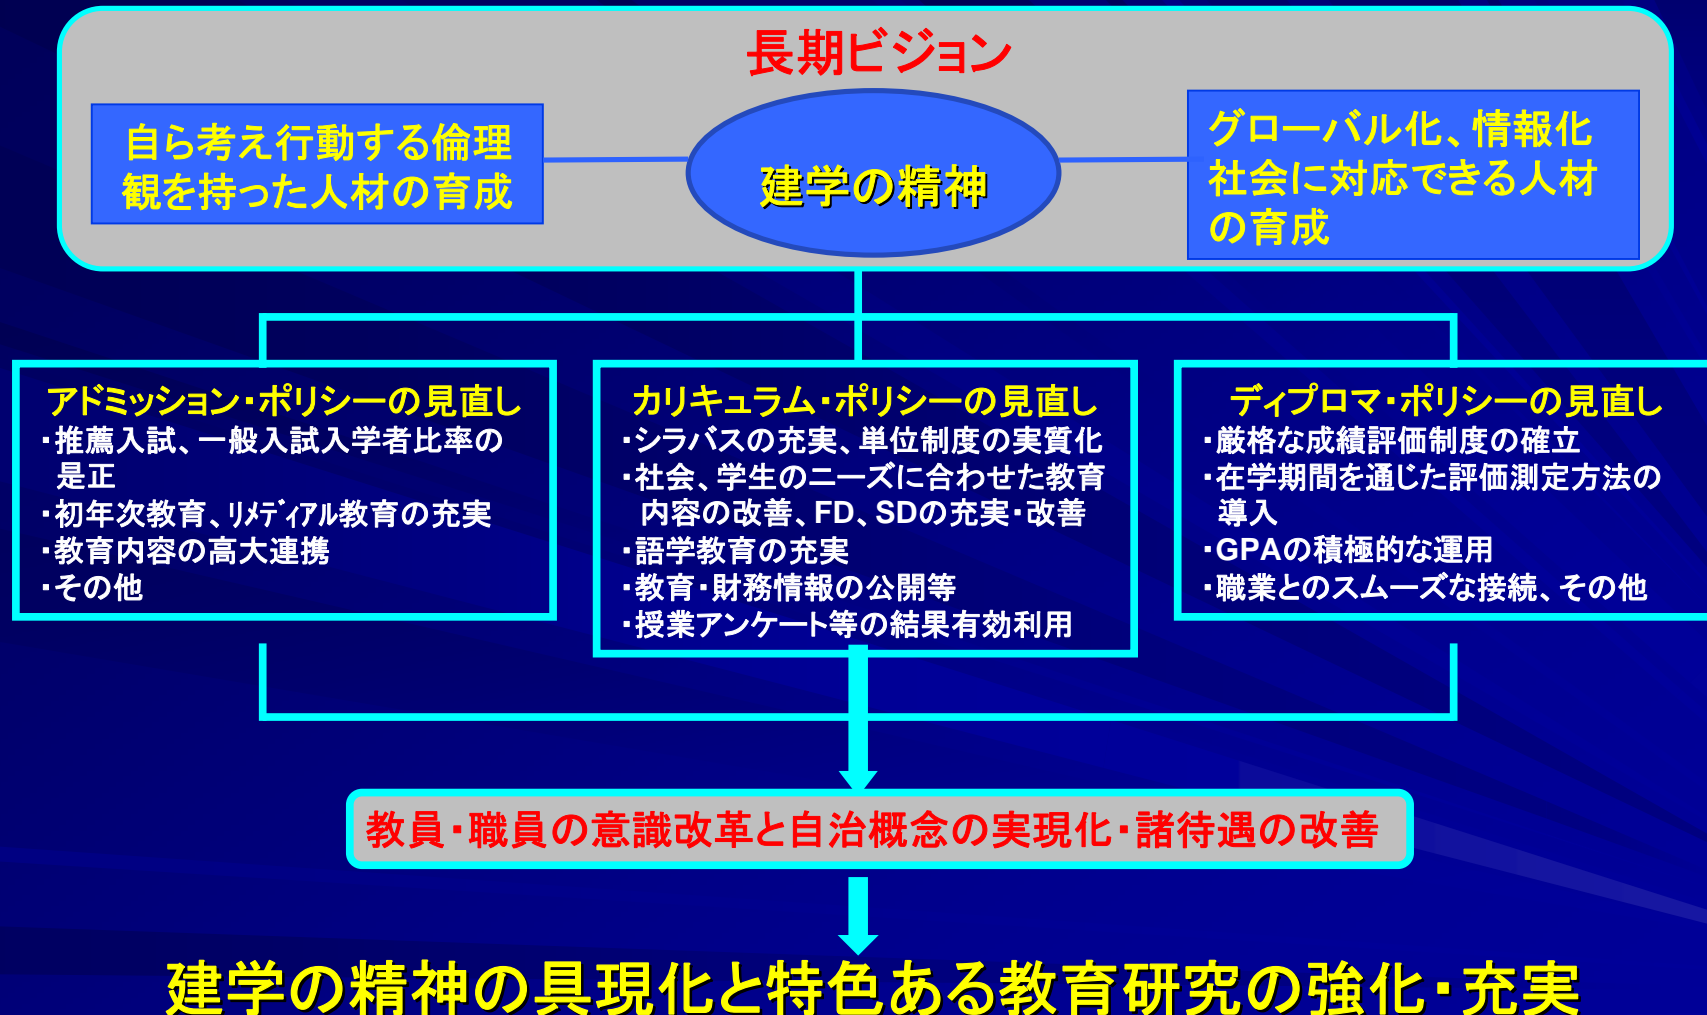 長期ビジョン
自ら考え行動する倫理
観を持った人材の育成
建学の精神
グローバル化、情報化
社会に対応できる人材
の育成
アドミッション・ポリシーの見直し
・推薦入試、一般入試入学者比率の
是正
・初年次教育、ﾘﾒﾃﾞｨｱﾙ教育の充実
・教育内容の高大連携
・その他
カリキュラム・ポリシーの見直し
・シラバスの充実、単位制度の実質化
・社会、学生のニーズに合わせた教育
内容の改善、FD、SDの充実・改善
・語学教育の充実
・教育・財務情報の公開等
・授業アンケート等の結果有効利用
ディプロマ・ポリシーの見直し
・厳格な成績評価制度の確立
・在学期間を通じた評価測定方法の
導入
・GPAの積極的な運用
・職業とのスムーズな接続、その他
教員・職員の意識改革と自治概念の実現化・諸待遇の改善
建学の精神の具現化と特色ある教育研究の強化・充実